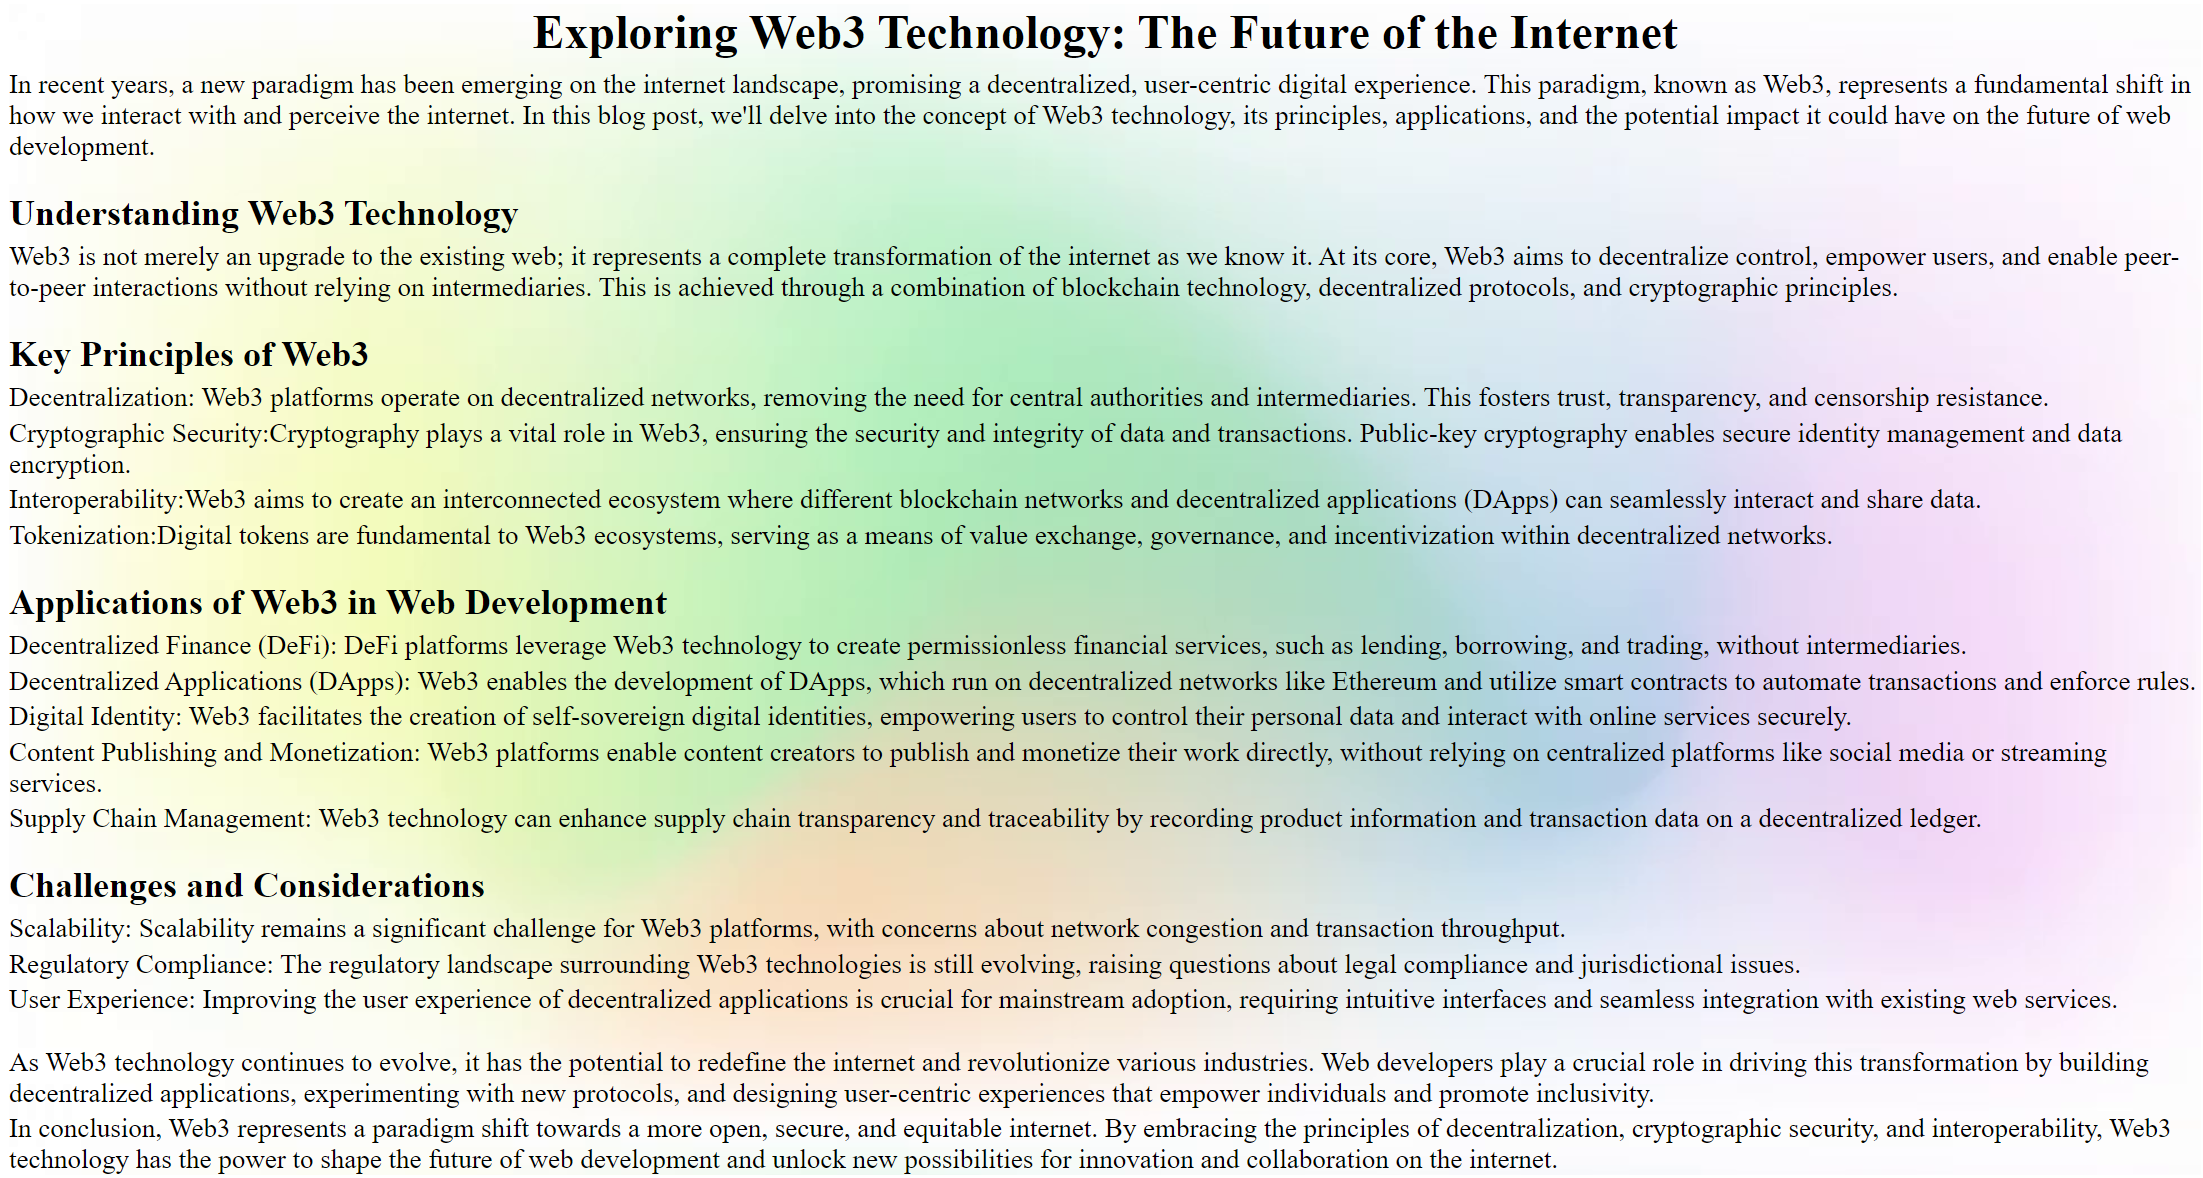 Exploring Web3 Technology: The Future of the Internet
In recent years, a new paradigm has been emerging on the internet landscape, promising a decentralized, user-centric digital experience. This paradigm, known as Web3, represents a fundamental shift in
how we interact with and perceive the internet. In this blog post, we'll delve into the concept of Web3 technology, its principles, applications, and the potential impact it could have on the future of web
development.
Understanding Web3 Technology
Web3 is not merely an upgrade to the existing web; it represents a complete transformation of the internet as we know it. At its core, Web3 aims to decentralize control, empower users, and enable peer-
to-peer interactions without relying on intermediaries. This is achieved through a combination of blockchain technology, decentralized protocols, and cryptographic principles.
Key Principles of Web3
Decentralization: Web3 platforms operate on decentralized networks, removing the need for central authorities and intermediaries. This fosters trust, transparency, and censorship resistance.
Cryptographic Security:Cryptography plays a vital role in Web3, ensuring the security and integrity of data and transactions. Public-key cryptography enables secure identity management and data
encryption.
Interoperability:Web3 aims to create an interconnected ecosystem where different blockchain networks and decentralized applications (DApps) can seamlessly interact and share data.
Tokenization:Digital tokens are fundamental to Web3 ecosystems, serving as a means of value exchange, governance, and incentivization within decentralized networks.
Applications of Web3 in Web Development
Decentralized Finance (DeFi): DeFi platforms leverage Web3 technology to create permissionless financial services, such as lending, borrowing, and trading, without intermediaries.
Decentralized Applications (DApps): Web3 enables the development of DApps, which run on decentralized networks like Ethereum and utilize smart contracts to automate transactions and enforce rules.
Digital Identity: Web3 facilitates the creation of self-sovereign digital identities, empowering users to control their personal data and interact with online services securely.
Content Publishing and Monetization: Web3 platforms enable content creators to publish and monetize their work directly, without relying on centralized platforms like social media or streaming
services.
Supply Chain Management: Web3 technology can enhance supply chain transparency and traceability by recording product information and transaction data on a decentralized ledger.
Challenges and Considerations
Scalability: Scalability remains a significant challenge for Web3 platforms, with concerns about network congestion and transaction throughput.
Regulatory Compliance: The regulatory landscape surrounding Web3 technologies is still evolving, raising questions about legal compliance and jurisdictional issues.
User Experience: Improving the user experience of decentralized applications is crucial for mainstream adoption, requiring intuitive interfaces and seamless integration with existing web services.
As Web3 technology continues to evolve, it has the potential to redefine the internet and revolutionize various industries. Web developers play a crucial role in driving this transformation by building
decentralized applications, experimenting with new protocols, and designing user-centric experiences that empower individuals and promote inclusivity.
In conclusion, Web3 represents a paradigm shift towards a more open, secure, and equitable internet. By embracing the principles of decentralization, cryptographic security, and interoperability, Web3
technology has the power to shape the future of web development and unlock new possibilities for innovation and collaboration on the internet.